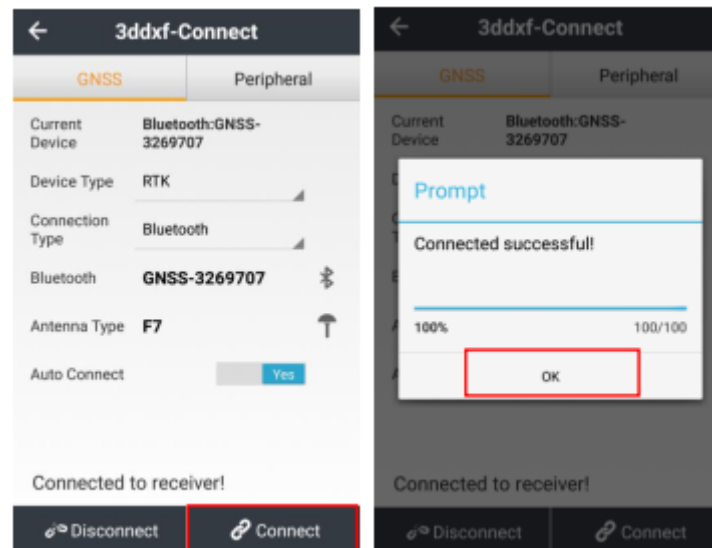 3ddxf-Connect
GNSS Peripheral
Current Device Bluetooth:GNSS-3269707
Device Type RTK
Connection Type Bluetooth
Bluetooth GNSS-3269707
Antenna Type F7
Auto Connect Yes
Connected to receiver!
Disconnect Connect
3ddxf-Connect
GNSS Peripheral
Current Device Bluetooth:GNSS-3269707
Prompt
Connected successful!
100% 100/100
OK
Connected to receiver!
Disconnect Connect